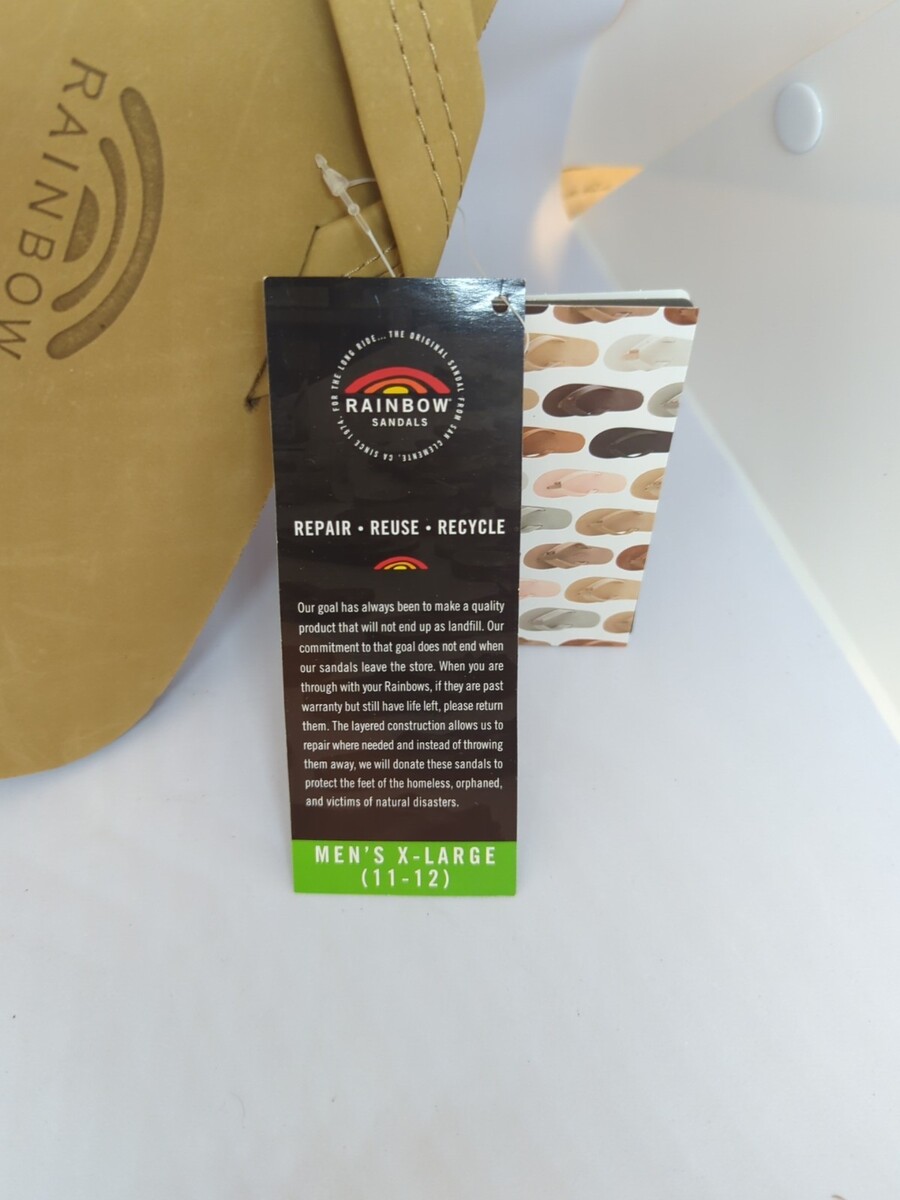 RAINBOW
FOR THE LONG RIDE... THE ORIGINAL SANDAL FROM SAN CLEMENTE, CA SINCE 1974.
RAINBOW®
SANDALS
REPAIR • REUSE • RECYCLE
Our goal has always been to make a quality
product that will not end up as landfill. Our
commitment to that goal does not end when
our sandals leave the store. When you are
through with your Rainbows, if they are past
warranty but still have life left, please return
them. The layered construction allows us to
repair where needed and instead of throwing
them away, we will donate these sandals to
protect the feet of the homeless, orphaned,
and victims of natural disasters.
MEN'S X-LARGE
(11-12)